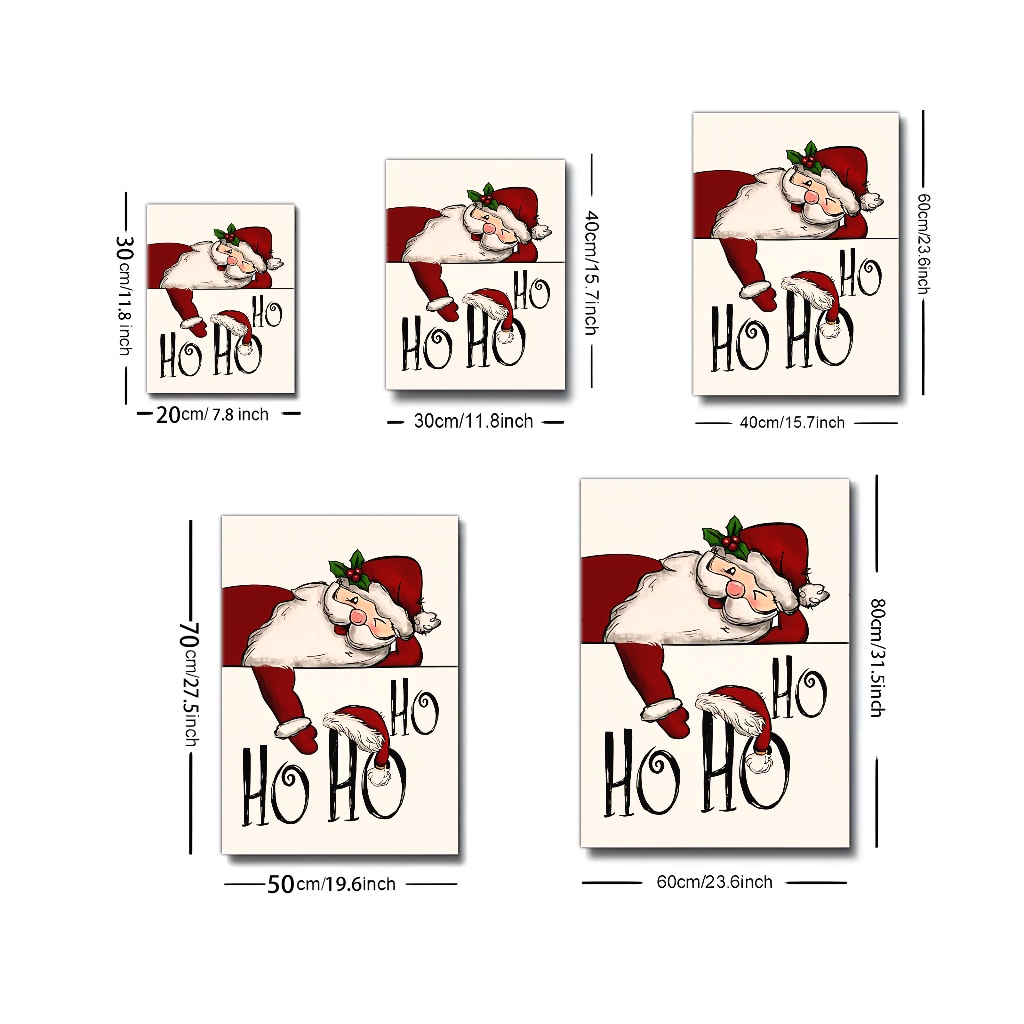 30cm/11.8 inch
HO
HO HO
20cm/ 7.8 inch
40cm/15.7inch
HO
HO HO
30cm/11.8inch
60cm/23.6inch
HO
HO HO
40cm/15.7inch
70cm/27.5inch
HO
HO HO
50cm/19.6inch
80cm/31.5inch
HO
HO HO
60cm/23.6inch